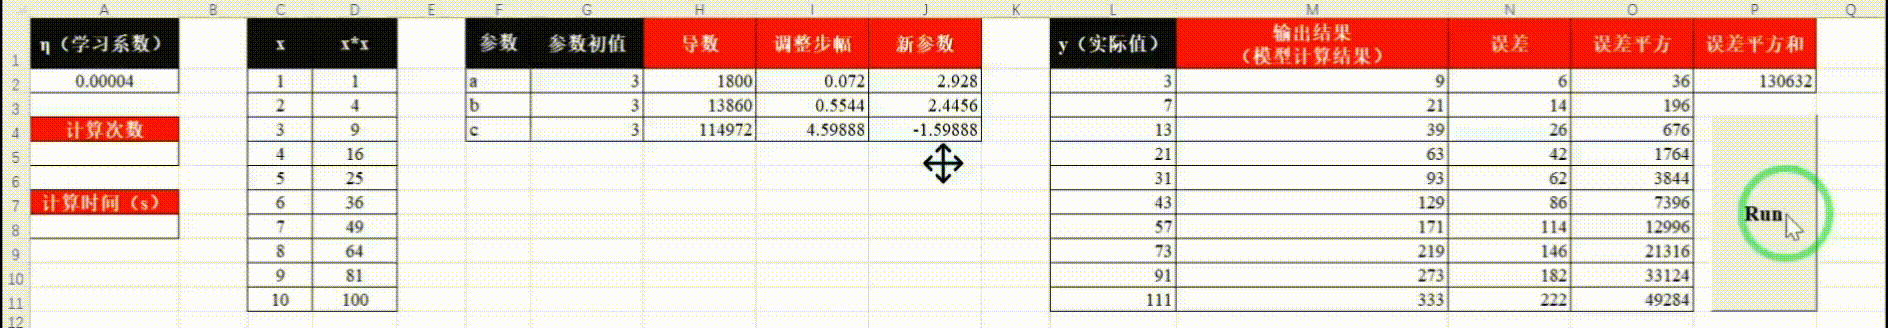 A B C D E F G H I J K L M N O P Q
1 η（学习系数） x x*x 参数 参数初值 导数 调整步幅 新参数 y（实际值） 输出结果 误差 误差平方 误差平方和
（模型计算结果）
2 0.00004 1 1 a 3 1800 0.072 2.928 3 9 6 36 130632
3 2 4 b 3 13860 0.5544 2.4456 7 21 14 196
4 计算次数 3 9 c 3 114972 4.59888 -1.59888 13 39 26 676
5 4 16 21 63 42 1764
6 5 25 31 93 62 3844
7 计算时间（s） 6 36 43 129 86 7396
Run
8 7 49 57 171 114 12996
9 8 64 73 219 146 21316
10 9 81 91 273 182 33124
11 10 100 111 333 222 49284
12